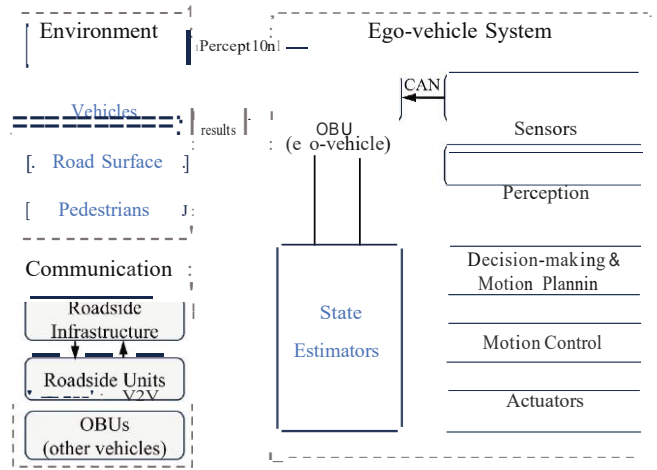 Environment
Percept10n
Vehicles
results
Road Surface
Pedestrians
Communication
Roadside
Infrastructure
Roadside Units
V2V
OBUs
(other vehicles)
Ego-vehicle System
CAN
OBU
(e o-vehicle)
Sensors
Perception
State
Estimators
Decision-making &
Motion Plannin
Motion Control
Actuators